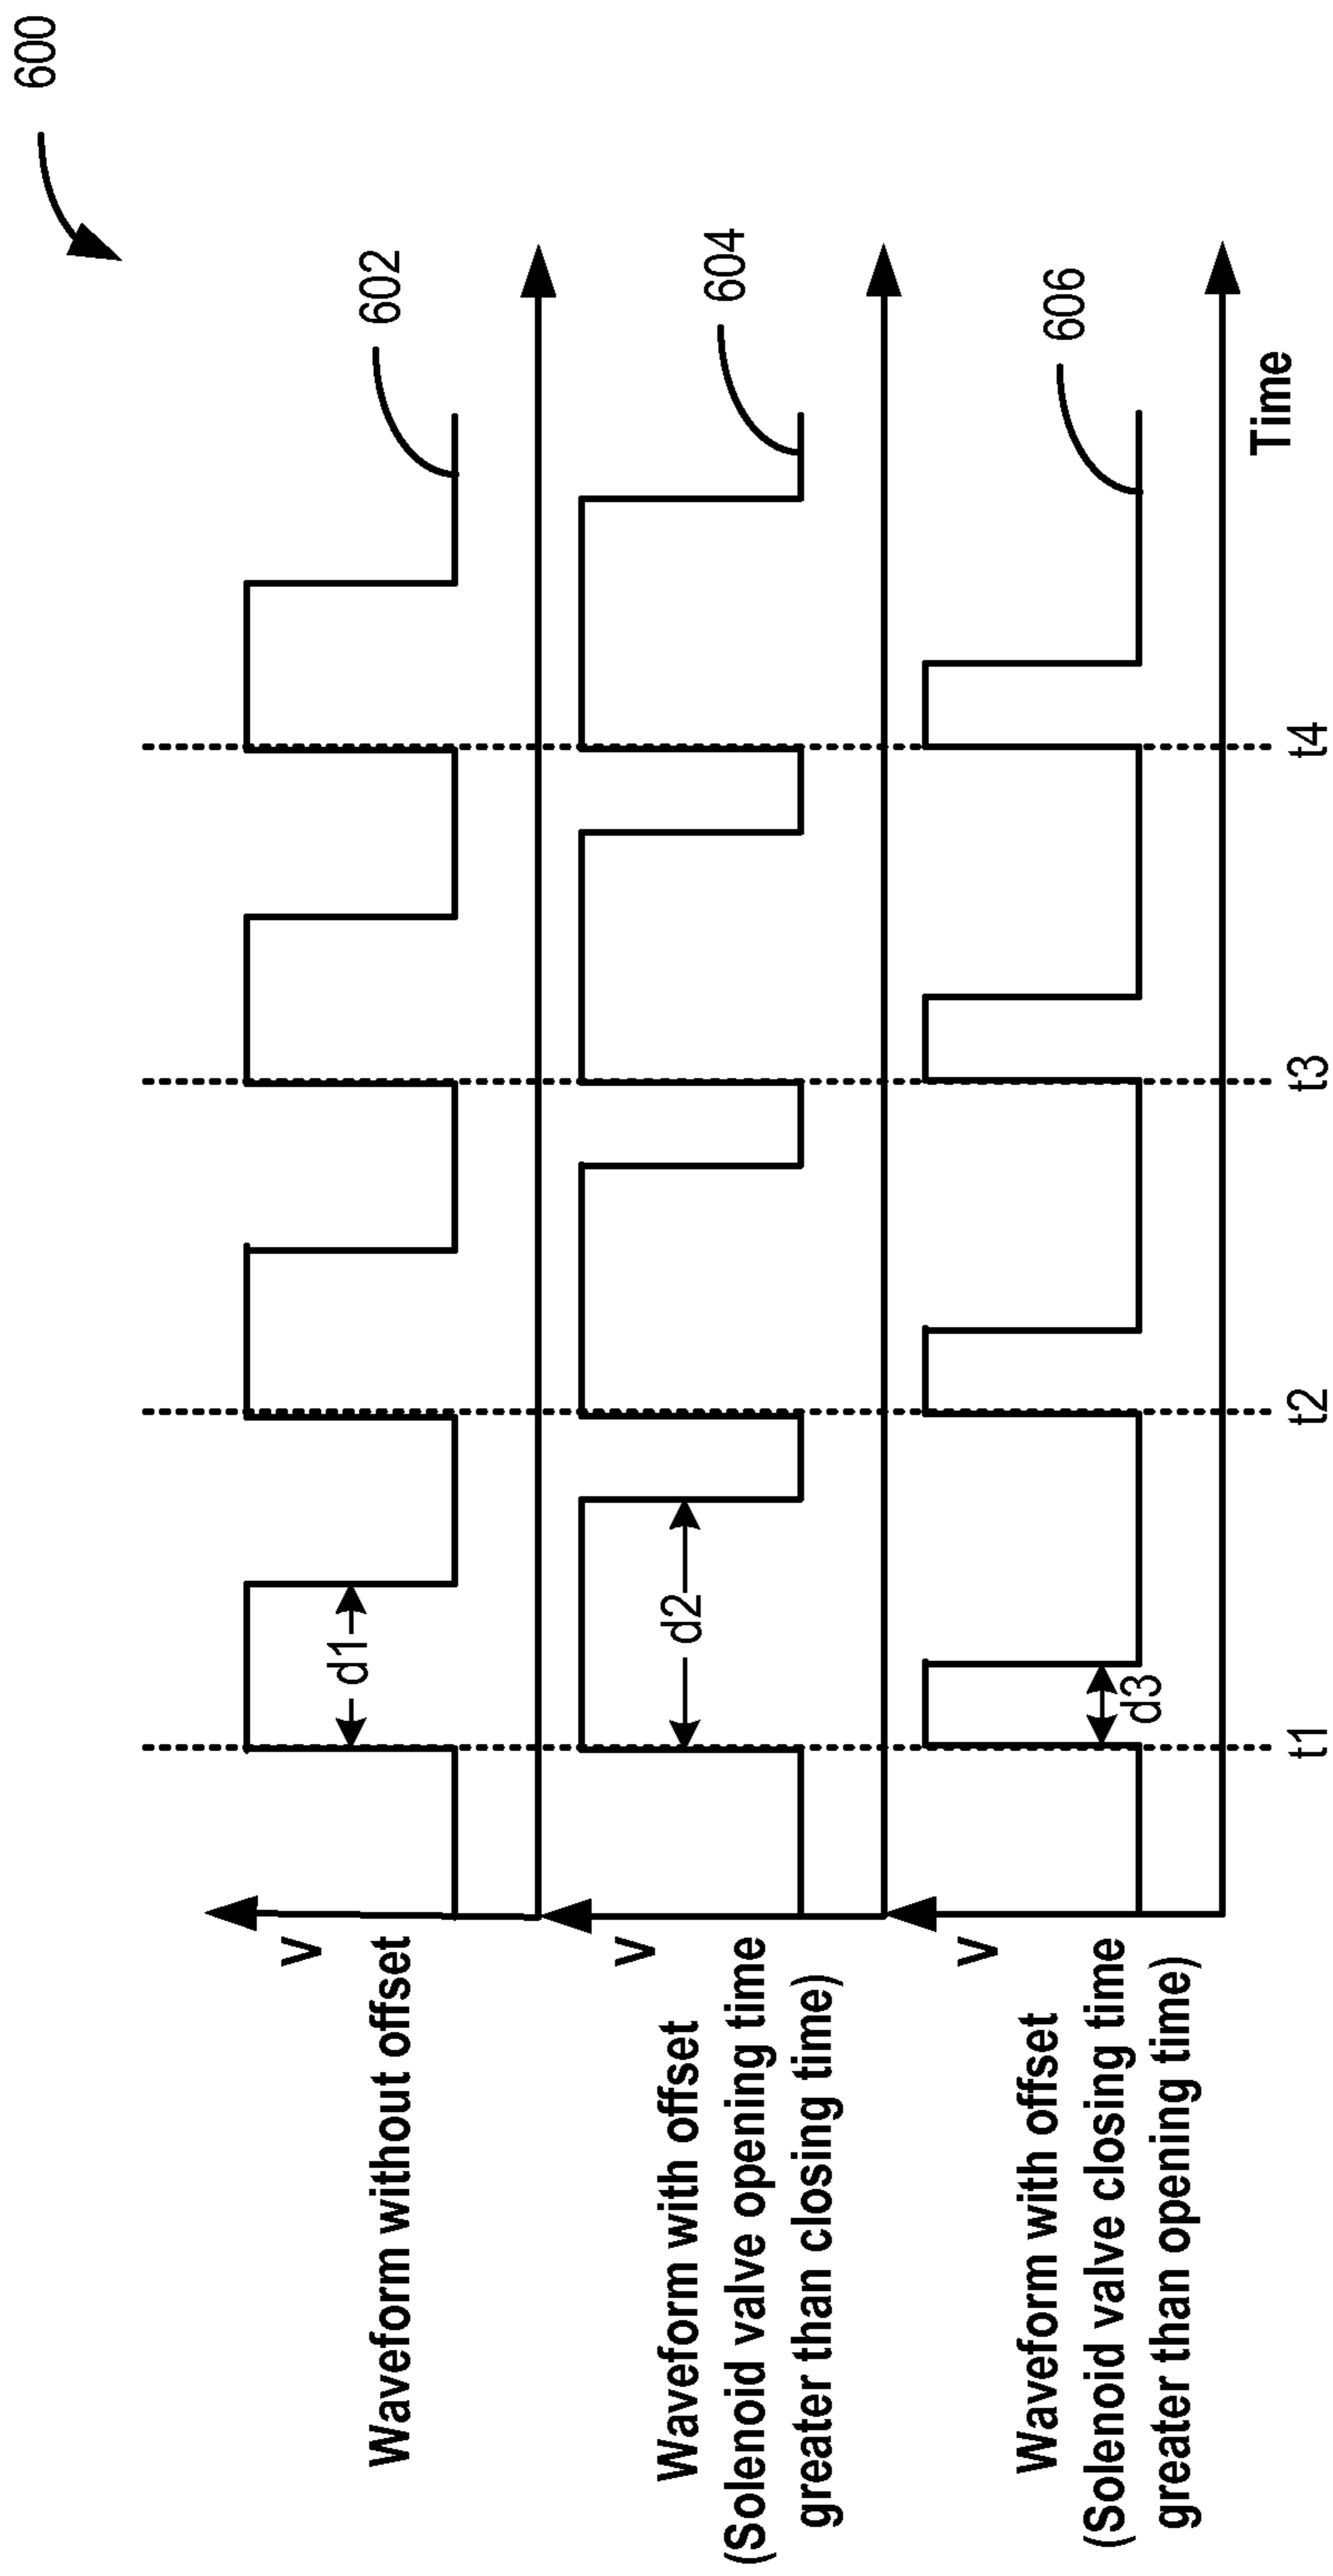 600
V
Waveform without offset
d1
602
V
Waveform with offset
(Solenoid valve opening time
greater than closing time)
d2
604
V
Waveform with offset
(Solenoid valve closing time
greater than opening time)
d3
606
Time
t1
t2
t3
t4